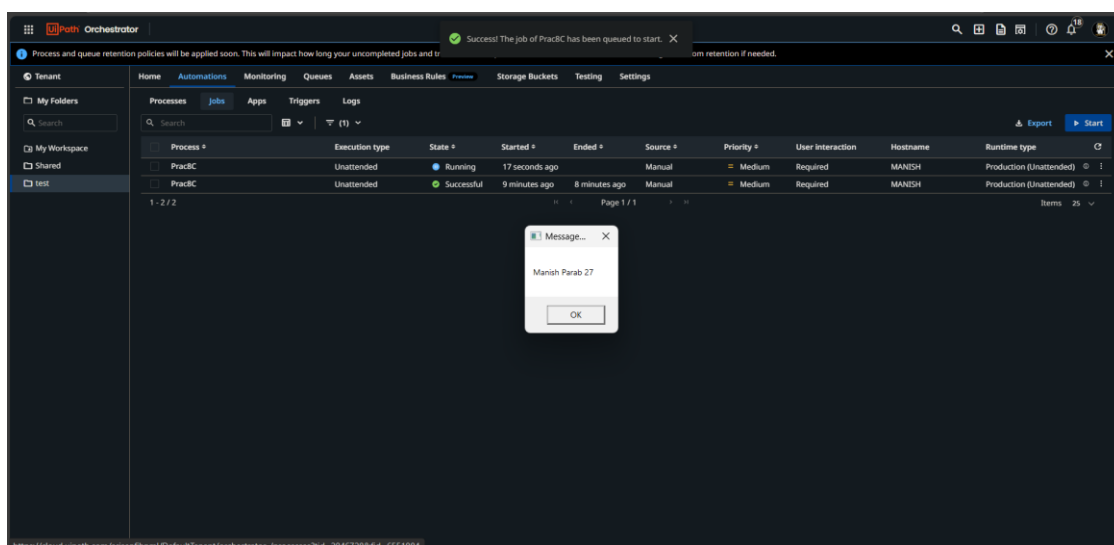 UiPath Orchestrator
Success! The job of PracBC has been queued to start.
18
Process and queue retention policies will be applied soon. This will impact how long your uncompleted jobs and tr
om retention if needed.
Tenant Home Automations Monitoring Queues Assets Business Rules Preview Storage Buckets Testing Settings
My Folders Processes Jobs Apps Triggers Logs
Search Search (1) Export Start
My Workspace Process Execution type State Started Ended Source Priority User interaction Hostname Runtime type
Shared PracBC Unattended Running 17 seconds ago Manual Medium Required MANISH Production (Unattended)
test PracBC Unattended Successful 9 minutes ago 8 minutes ago Manual Medium Required MANISH Production (Unattended)
1 - 2 / 2 Page 1 / 1 Items 25
Message...
Manish Parab 27
OK